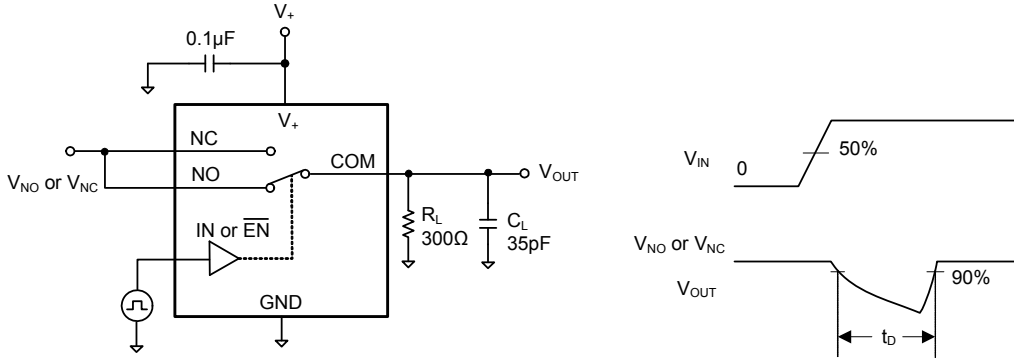 V+
0.1μF
V+
NC
NO
COM
VNO or VNC
VOUT
IN or E̅N̅
RL
300Ω
CL
35pF
GND
VIN
0
50%
VNO or VNC
VOUT
90%
tD